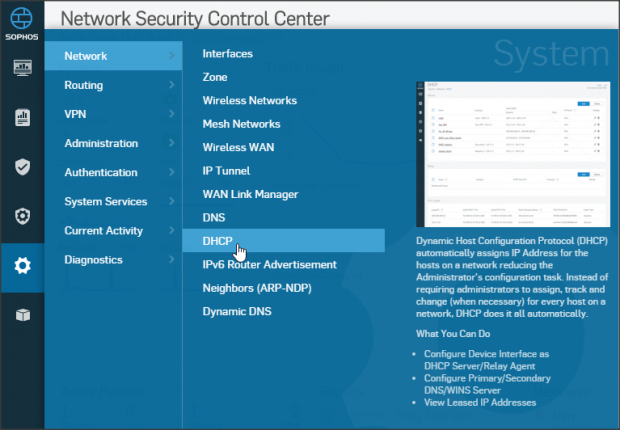 SOPHOS
Network Security Control Center
System
Network
Routing
VPN
Administration
Authentication
System Services
Current Activity
Diagnostics
Interfaces
Zone
Wireless Networks
Mesh Networks
Wireless WAN
IP Tunnel
WAN Link Manager
DNS
DHCP
IPv6 Router Advertisement
Neighbors (ARP-NDP)
Dynamic DNS
DHCP
Dynamic Host Configuration Protocol (DHCP)
automatically assigns IP Address for the
hosts on a network reducing the
Administrator's configuration task. Instead of
requiring administrators to assign, track and
change (when necessary) for every host on a
network, DHCP does it all automatically.
What You Can Do
• Configure Device Interface as
DHCP Server/Relay Agent
• Configure Primary/Secondary
DNS/WINS Server
• View Leased IP Addresses